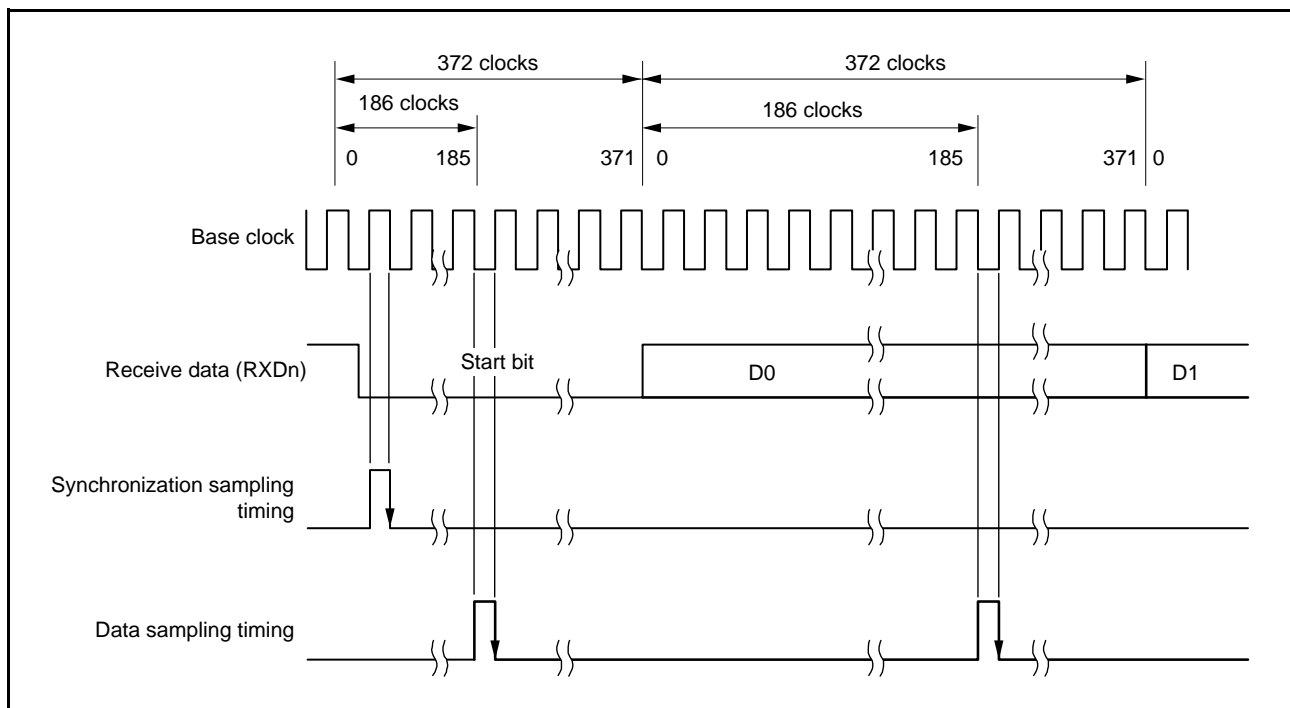 372 clocks 372 clocks
186 clocks 186 clocks
0 185 371 0 185 371 0
Base clock
Receive data (RXDn) Start bit D0 D1
Synchronization sampling
timing
Data sampling timing